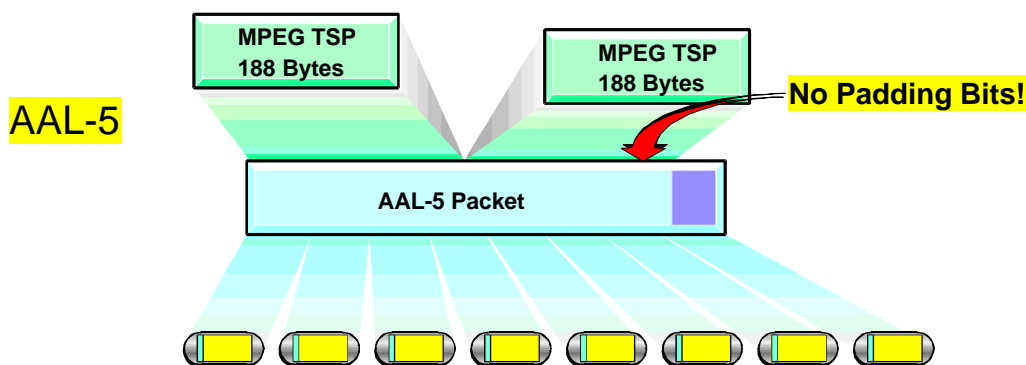 MPEG TSP
188 Bytes
MPEG TSP
188 Bytes
No Padding Bits!
AAL-5
AAL-5 Packet